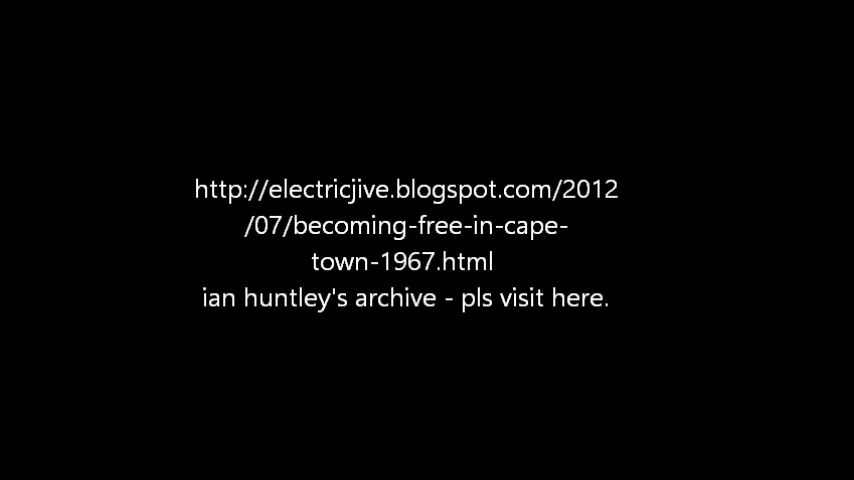 http://electricjive.blogspot.com/2012
/07/becoming-free-in-cape-
town-1967.html
ian huntley's archive - pls visit here.